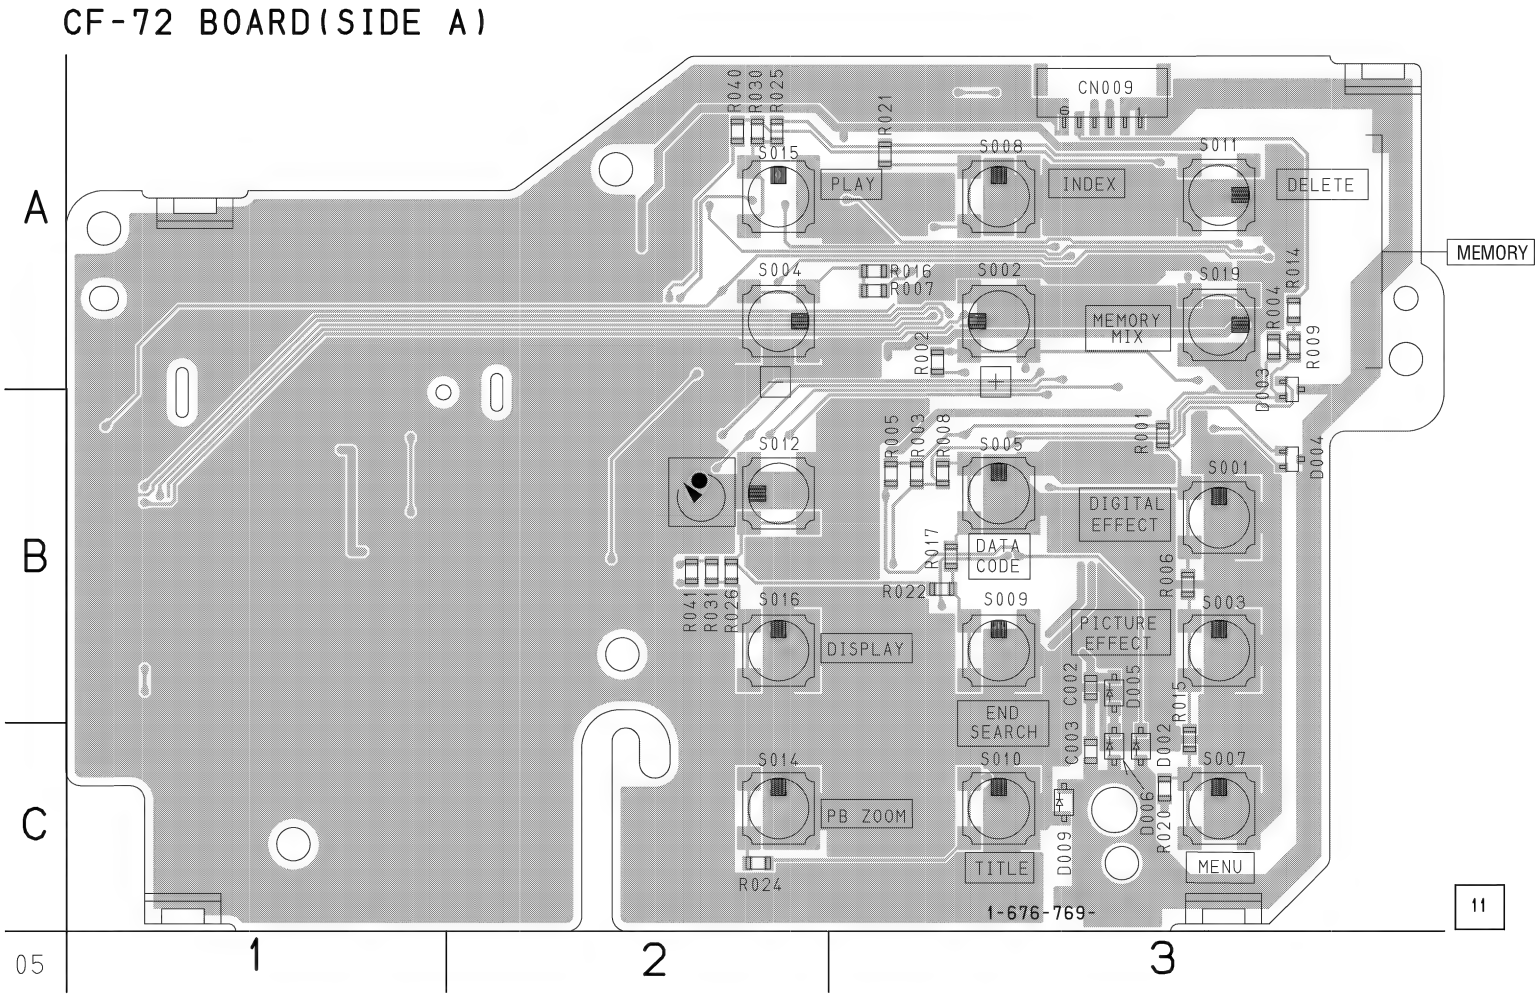 CF-72 BOARD(SIDE A)
R040
R030
R025
R021
CN009
6
1
S015
S008
S011
PLAY
INDEX
DELETE
A
MEMORY
S004
R016
R007
S002
S019
R014
R004
R009
MEMORY
MIX
R002
+
D003
R005
R003
R008
R001
S012
S005
S001
D004
DIGITAL
EFFECT
B
R017
DATA
CODE
R006
R022
R041
R031
R026
S016
S009
S003
DISPLAY
PICTURE
EFFECT
C002
D005
R015
END
SEARCH
C003
D002
S014
S010
S007
C
PB ZOOM
D009
D006
R020
TITLE
MENU
R024
1-676-769-
11
05
1
2
3